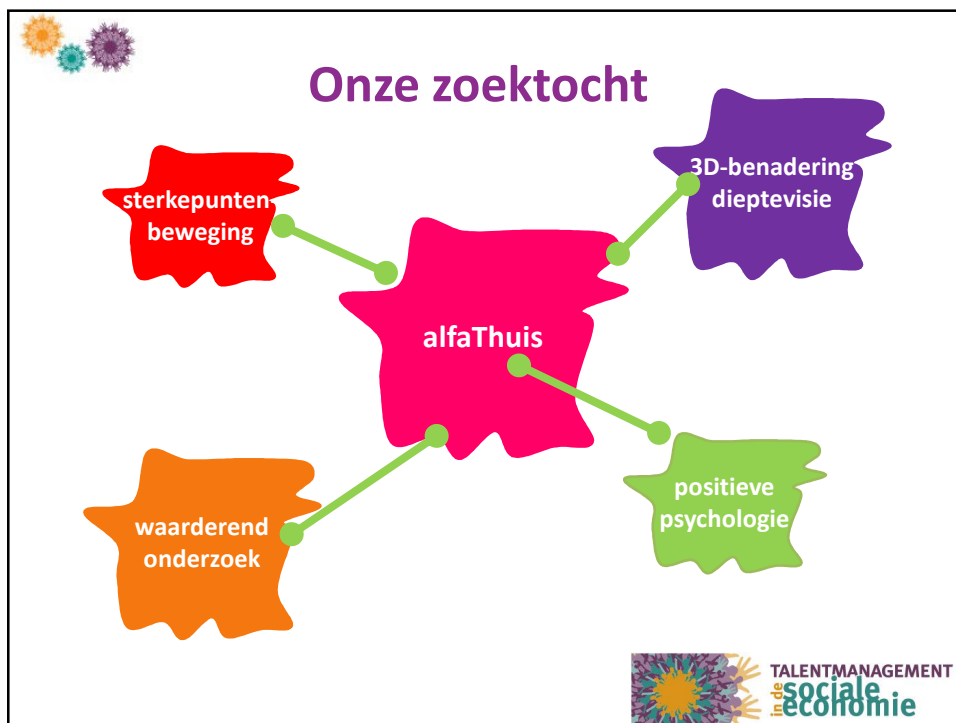 Onze zoektocht
sterkepunten-
beweging
3D-benadering
dieptevisie
alfaThuis
waarderend
onderzoek
positieve
psychologie
TALENTMANAGEMENT
in de sociale
economie